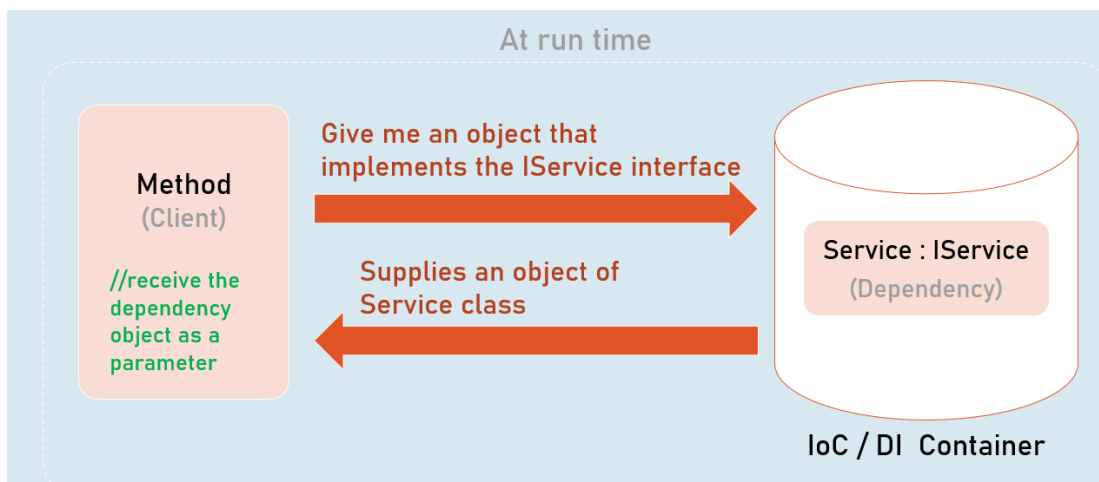 At run time
Give me an object that
implements the IService interface
Method
(Client)
//receive the
dependency
object as a
parameter
Supplies an object of
Service class
Service : IService
(Dependency)
IoC / DI Container